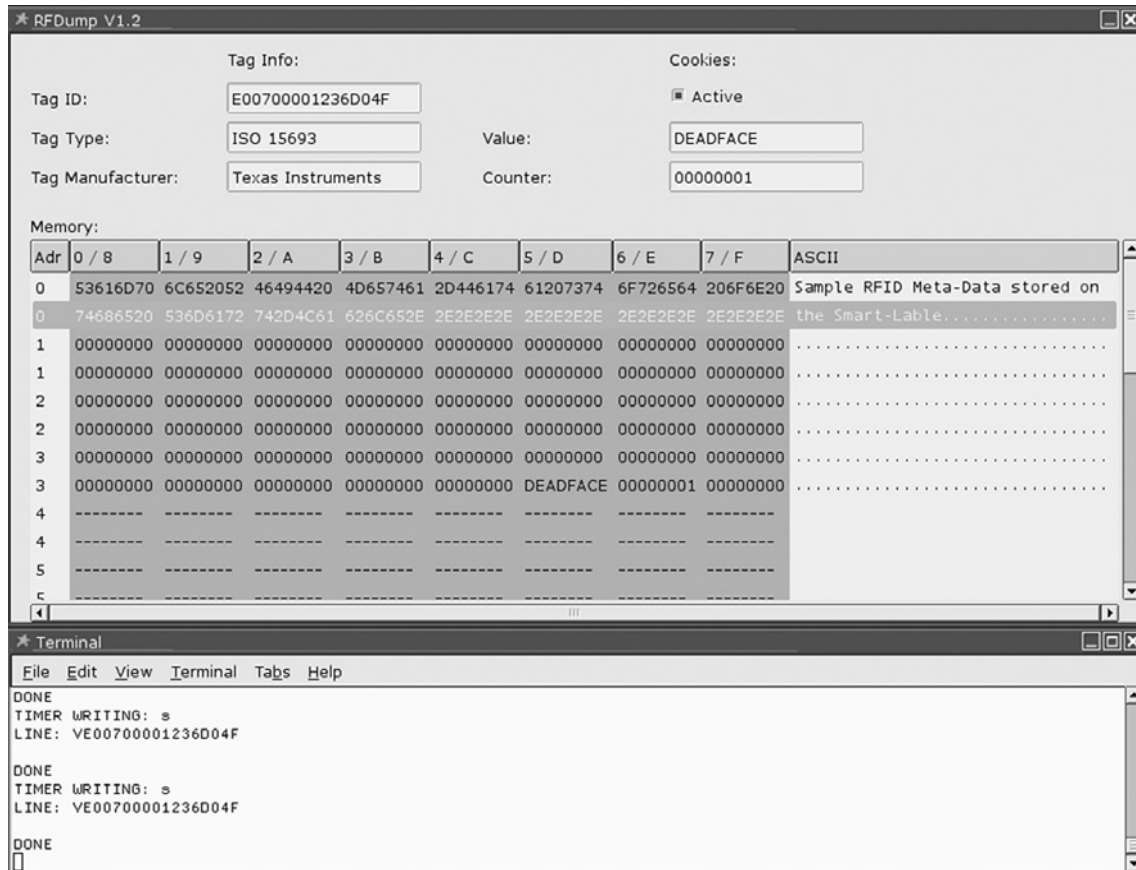 RFDump V1.2
Tag Info: Cookies:
Tag ID: E00700001236D04F Active
Tag Type: ISO 15693 Value: DEADFACE
Tag Manufacturer: Texas Instruments Counter: 00000001
Memory:
Adr 0 / 8 1 / 9 2 / A 3 / B 4 / C 5 / D 6 / E 7 / F ASCII
0 53616D70 6C652052 46494420 4D657461 2D446174 61207374 6F726564 206F6E20 Sample RFID Meta-Data stored on
0 74686520 536D6172 742D4C61 626C652E 2E2E2E2E 2E2E2E2E 2E2E2E2E 2E2E2E2E the Smart-Lable.................
1 00000000 00000000 00000000 00000000 00000000 00000000 00000000 00000000 ................................
1 00000000 00000000 00000000 00000000 00000000 00000000 00000000 00000000 ................................
2 00000000 00000000 00000000 00000000 00000000 00000000 00000000 00000000 ................................
2 00000000 00000000 00000000 00000000 00000000 00000000 00000000 00000000 ................................
3 00000000 00000000 00000000 00000000 00000000 00000000 00000000 00000000 ................................
3 00000000 00000000 00000000 00000000 00000000 DEADFACE 00000001 00000000 ................................
4 -------- -------- -------- -------- -------- -------- -------- --------
4 -------- -------- -------- -------- -------- -------- -------- --------
5 -------- -------- -------- -------- -------- -------- -------- --------
5 -------- -------- -------- -------- -------- -------- -------- --------
Terminal
File Edit View Terminal Tabs Help
DONE
TIMER WRITING: s
LINE: VE00700001236D04F
DONE
TIMER WRITING: s
LINE: VE00700001236D04F
DONE